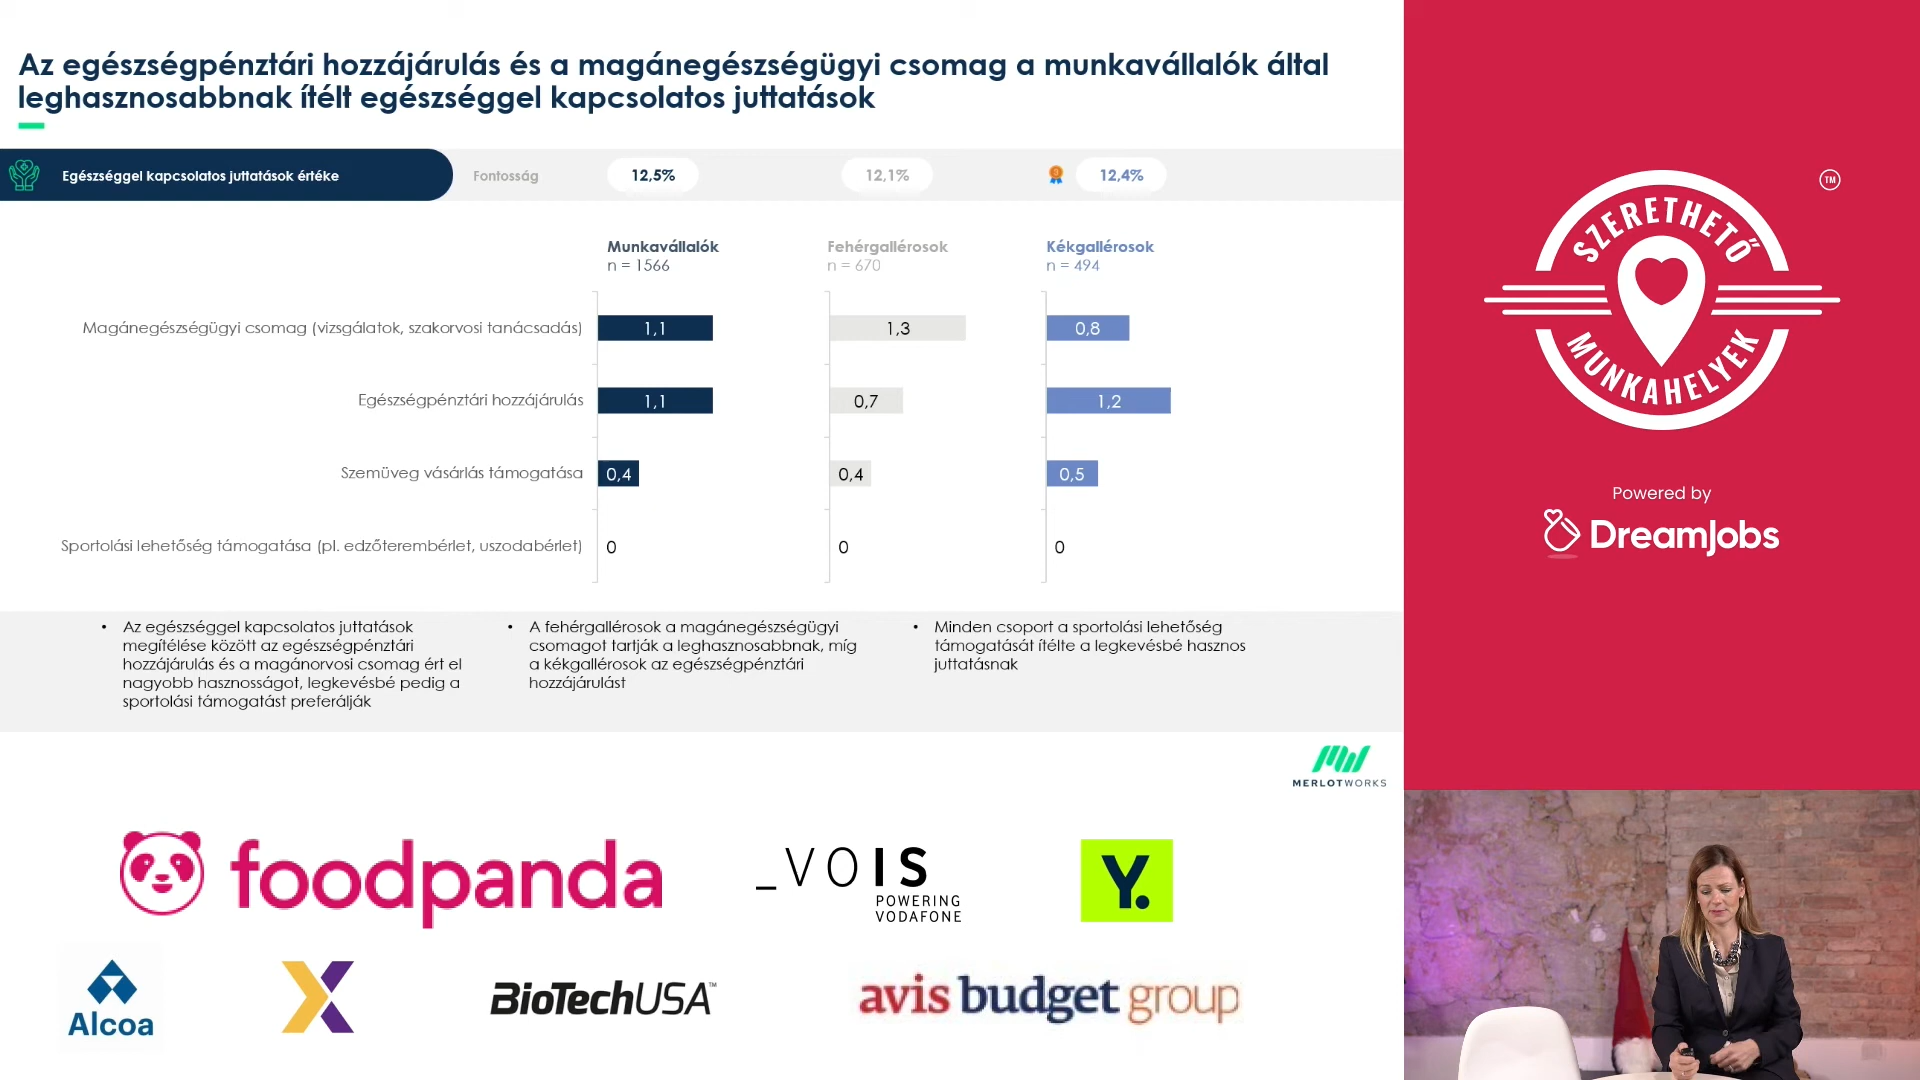 Az egészségpénztári hozzájárulás és a magánegészségügyi csomag a munkavállalók által
leghasznosabbnak ítélt egészséggel kapcsolatos juttatások
Egészséggel kapcsolatos juttatások értéke
Fontosság
12,5%
12,1%
3
12,4%
Munkavállalók
n = 1566
Fehérgallérosok
n = 670
Kékgallérosok
n = 494
Magánegészségügyi csomag (vizsgálatok, szakorvosi tanácsadás)
1,1
1,3
0,8
Egészségpénztári hozzájárulás
1,1
0,7
1,2
Szemüveg vásárlás támogatása
0,4
0,4
0,5
Sportolási lehetőség támogatása (pl. edzőterembérlet, uszodabérlet)
0
0
0
• Az egészséggel kapcsolatos juttatások
megítélése között az egészségpénztári
hozzájárulás és a magánorvosi csomag ért el
nagyobb hasznosságot, legkevésbé pedig a
sportolási támogatást preferálják
• A fehérgallérosok a magánegészségügyi
csomagot tartják a leghasznosabbnak, míg
a kékgallérosok az egészségpénztári
hozzájárulást
• Minden csoport a sportolási lehetőség
támogatását ítélte a legkevésbé hasznos
juttatásnak
MERLOTWORKS
foodpanda
_VOIS
POWERING
VODAFONE
Y.
Alcoa
X
BioTechUSA™
avis budget group
SZERETHETŐ
MUNKAHELYEK
TM
Powered by
DreamJobs